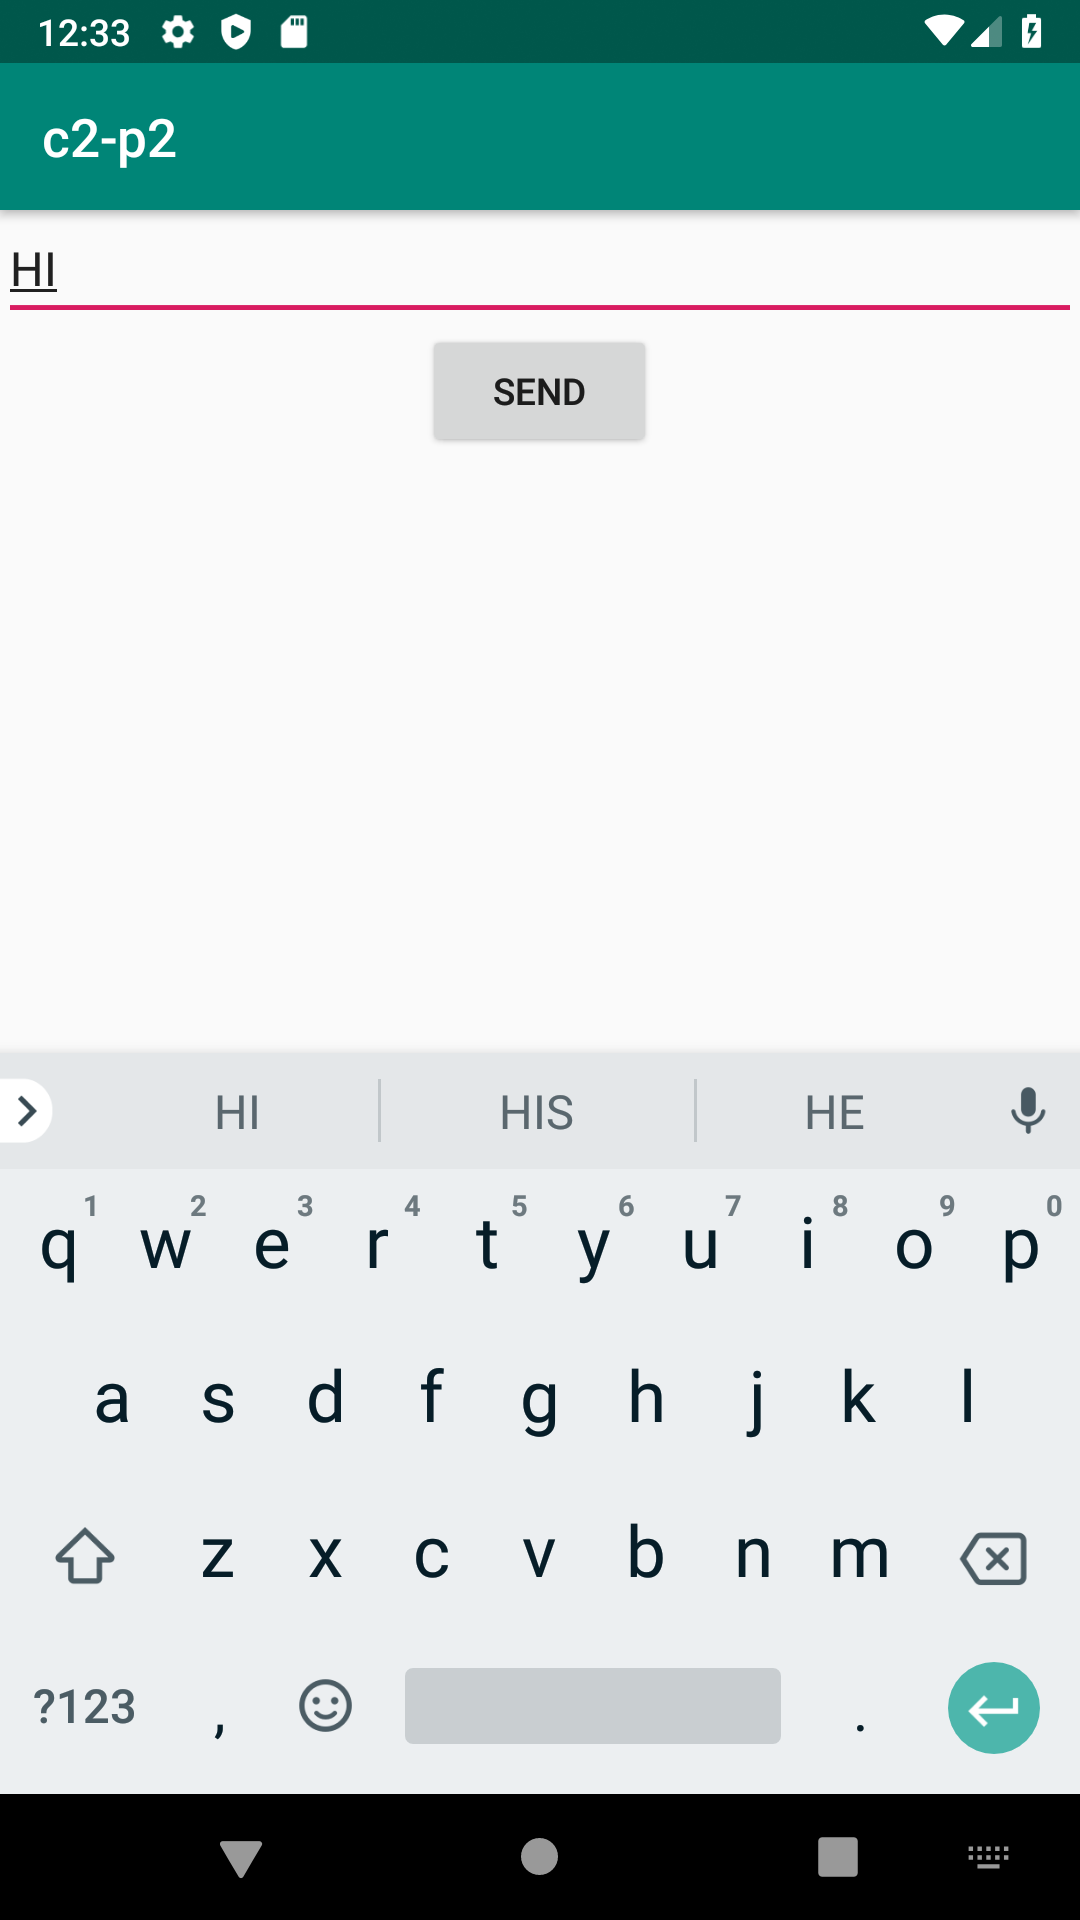 12:33
c2-p2
HI
SEND
HI HIS HE
1 2 3 4 5 6 7 8 9 0
q w e r t y u i o p
a s d f g h j k l
z x c v b n m
?123 , .